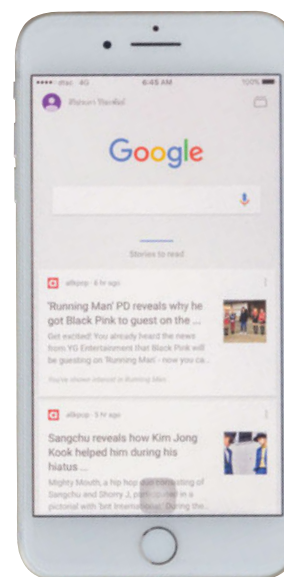 dtac 4G 6:45 AM 100%
Google
Stories to read
allkpop · 6 hr ago
'Running Man' PD reveals why he
got Black Pink to guest on the ...
Get excited! You already heard the news
from YG Entertainment that Black Pink will
be guesting on 'Running Man' - now you ca...
You've shown interest in Running Man
allkpop · 5 hr ago
Sangchu reveals how Kim Jong
Kook helped him during his
hiatus ...
Mighty Mouth, a hip hop duo consisting of
Sangchu and Shorry J, participated in a
pictorial with 'bnt International'. During the...